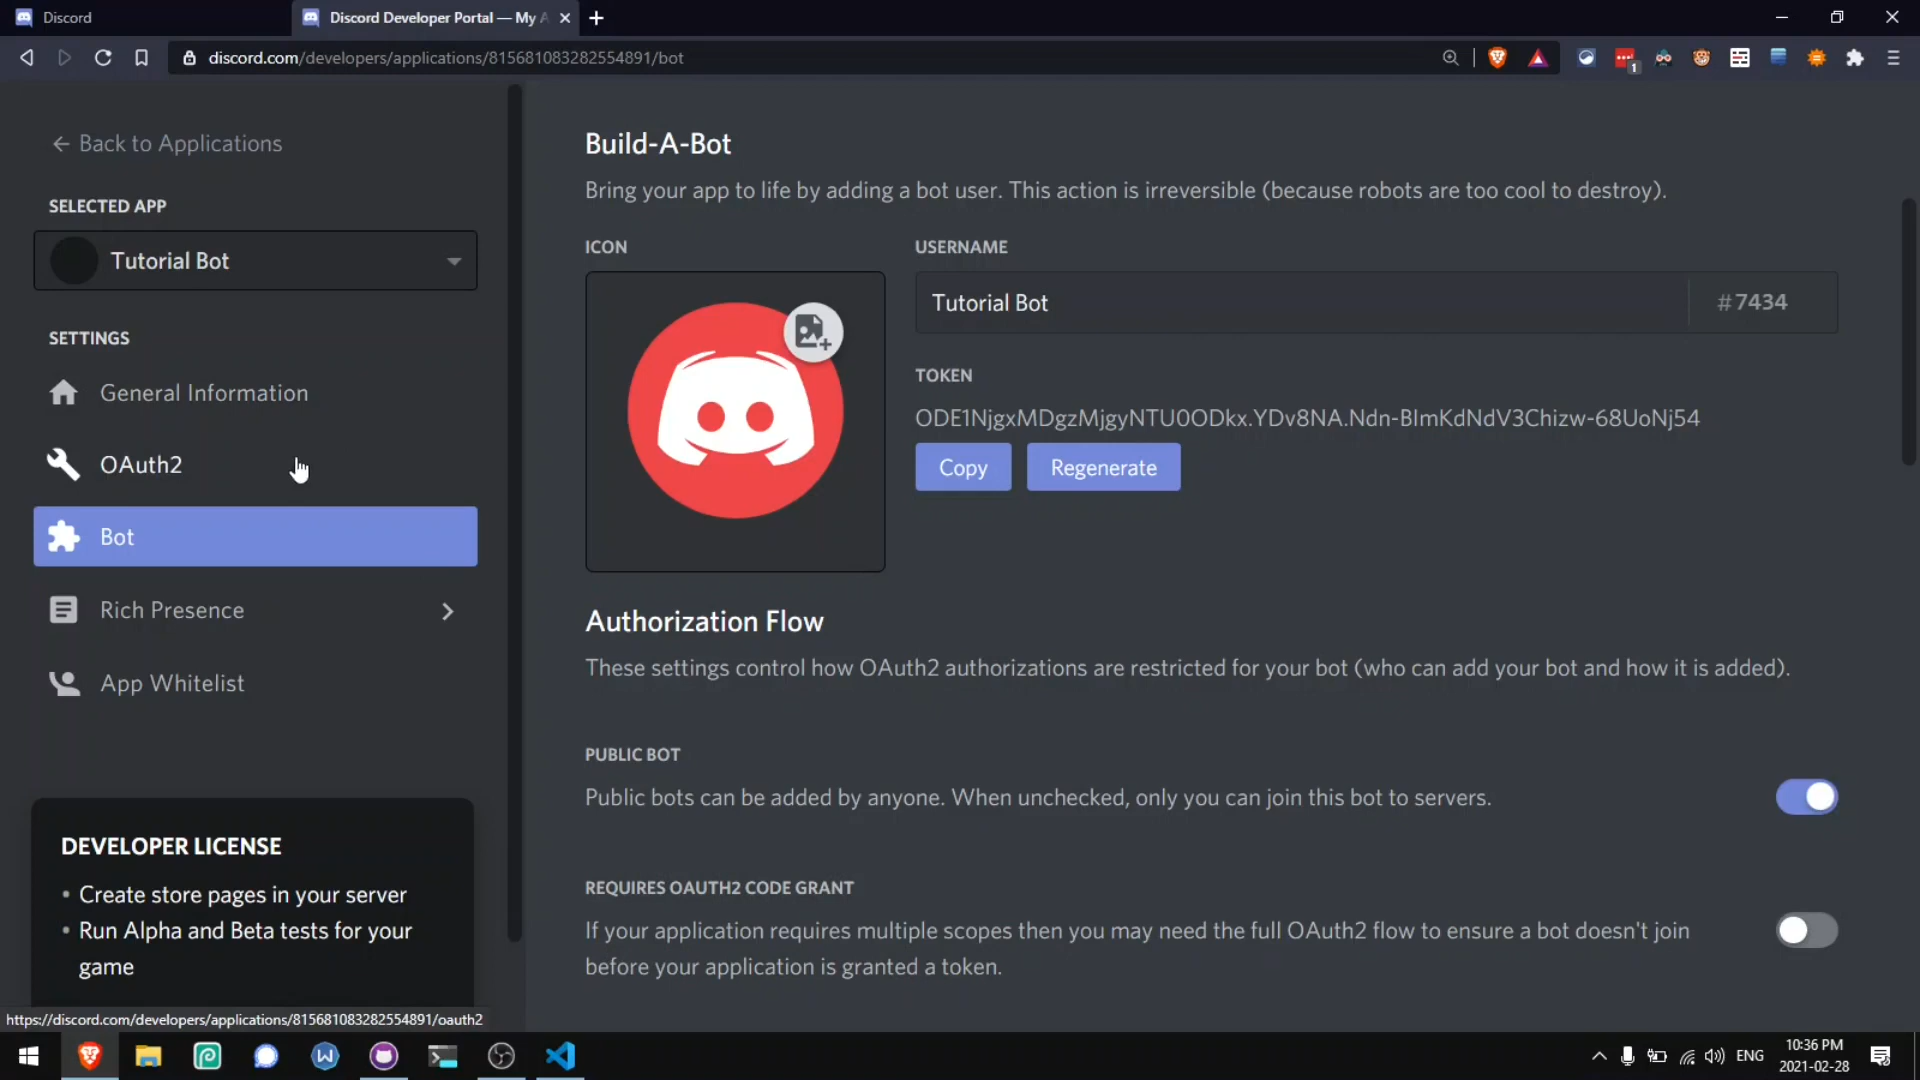 Discord
Discord Developer Portal — My A
discord.com/developers/applications/815681083282554891/bot
1
Back to Applications
SELECTED APP
Tutorial Bot
SETTINGS
General Information
OAuth2
Bot
Rich Presence
App Whitelist
DEVELOPER LICENSE
• Create store pages in your server
• Run Alpha and Beta tests for your
game
https://discord.com/developers/applications/815681083282554891/oauth2
Build-A-Bot
Bring your app to life by adding a bot user. This action is irreversible (because robots are too cool to destroy).
ICON
USERNAME
Tutorial Bot
#7434
TOKEN
ODE1NjgxMDgzMjgyNTU0ODkx.YDv8NA.Ndn-BlmKdNdV3Chizw-68UoNj54
Copy
Regenerate
Authorization Flow
These settings control how OAuth2 authorizations are restricted for your bot (who can add your bot and how it is added).
PUBLIC BOT
Public bots can be added by anyone. When unchecked, only you can join this bot to servers.
REQUIRES OAUTH2 CODE GRANT
If your application requires multiple scopes then you may need the full OAuth2 flow to ensure a bot doesn't join
before your application is granted a token.
ENG
10:36 PM
2021-02-28